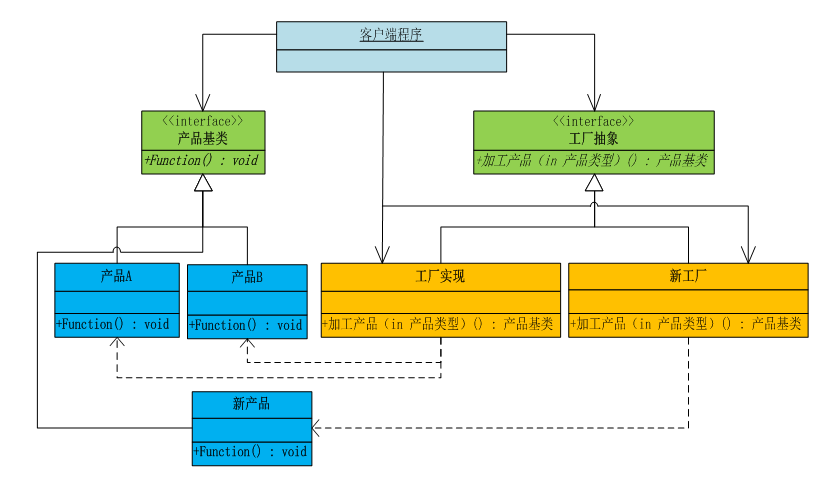 客户端程序
<<interface>>
产品基类
+Function() : void
<<interface>>
工厂抽象
+加工产品（in 产品类型）() : 产品基类
产品A
+Function() : void
产品B
+Function() : void
工厂实现
+加工产品（in 产品类型）() : 产品基类
新工厂
+加工产品（in 产品类型）() : 产品基类
新产品
+Function() : void